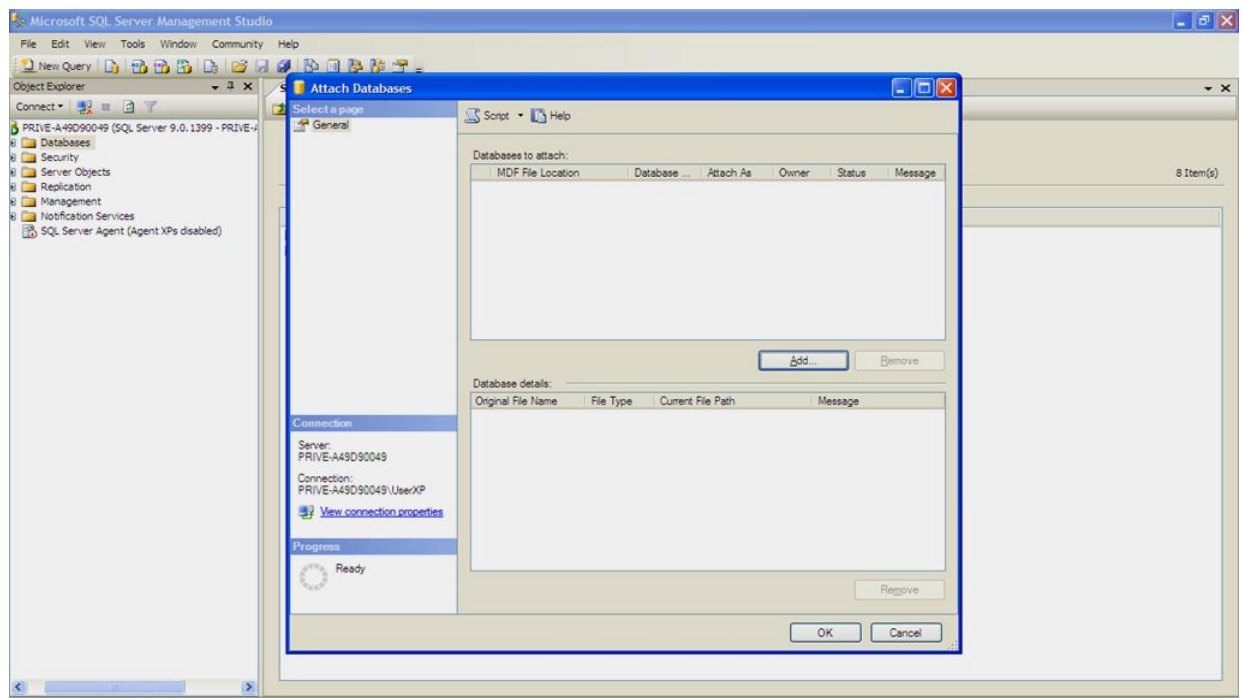 Microsoft SQL Server Management Studio
File Edit View Tools Window Community Help
New Query
Object Explorer
Connect
PRIVE-A49D90049 (SQL Server 9.0.1399 - PRIVE-
Databases
Security
Server Objects
Replication
Management
Notification Services
SQL Server Agent (Agent XPs disabled)
8 Item(s)
Attach Databases
Select a page
General
Script Help
Databases to attach:
MDF File Location Database ... Attach As Owner Status Message
Add... Remove
Database details:
Original File Name File Type Current File Path Message
Connection
Server:
PRIVE-A49D90049
Connection:
PRIVE-A49D90049\UserXP
View connection properties
Progress
Ready
Remove
OK Cancel